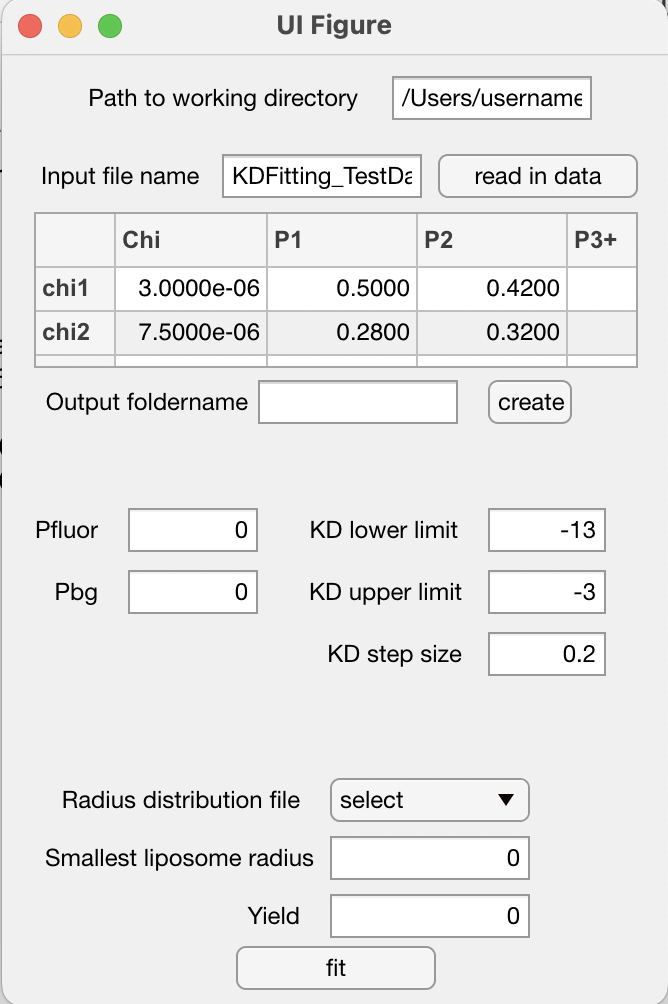 UI Figure
Path to working directory /Users/username
Input file name KDFitting_TestDa read in data
Chi P1 P2 P3+
chi1 3.0000e-06 0.5000 0.4200
chi2 7.5000e-06 0.2800 0.3200
Output foldername create
Pfluor 0 KD lower limit -13
Pbg 0 KD upper limit -3
KD step size 0.2
Radius distribution file select
Smallest liposome radius 0
Yield 0
fit